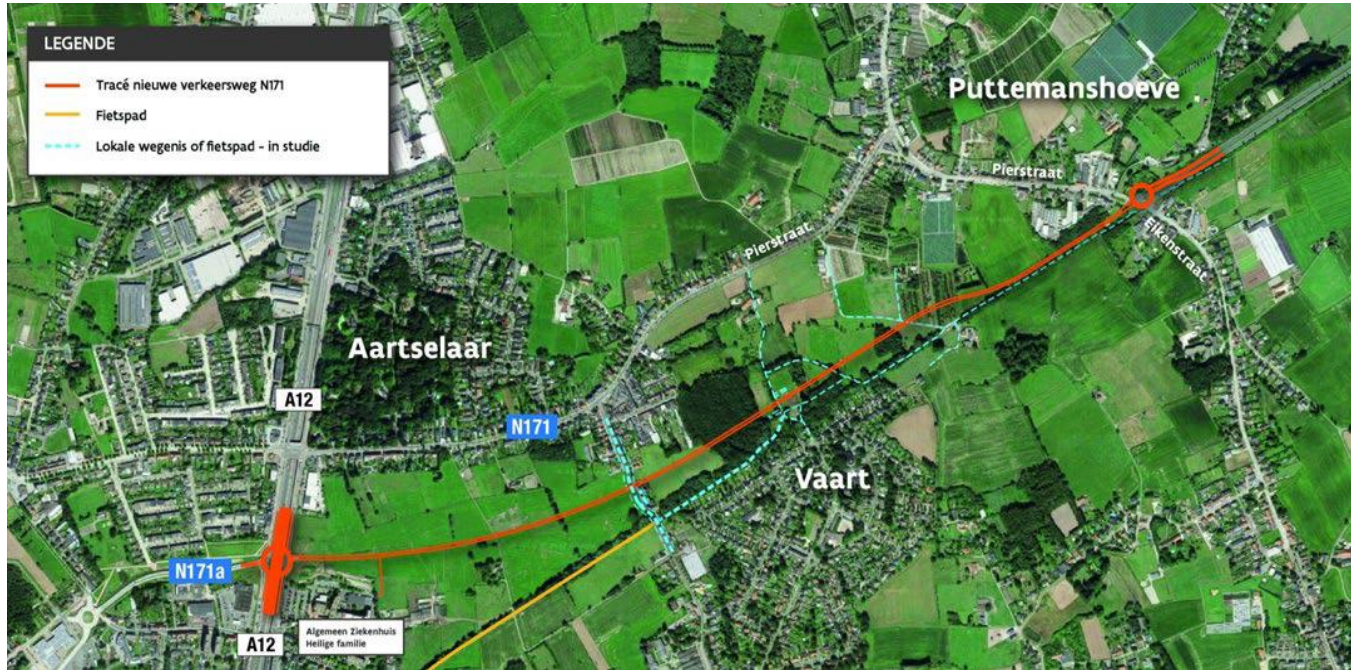 LEGENDE
Tracé nieuwe verkeersweg N171
Fietspad
Lokale wegenis of fietspad - in studie
Puttemanshoeve
Pierstraat
Eikenstraat
Pierstraat
Aartselaar
A12
N171
Vaart
N171a
A12
Algemeen Ziekenhuis
Heilige familie